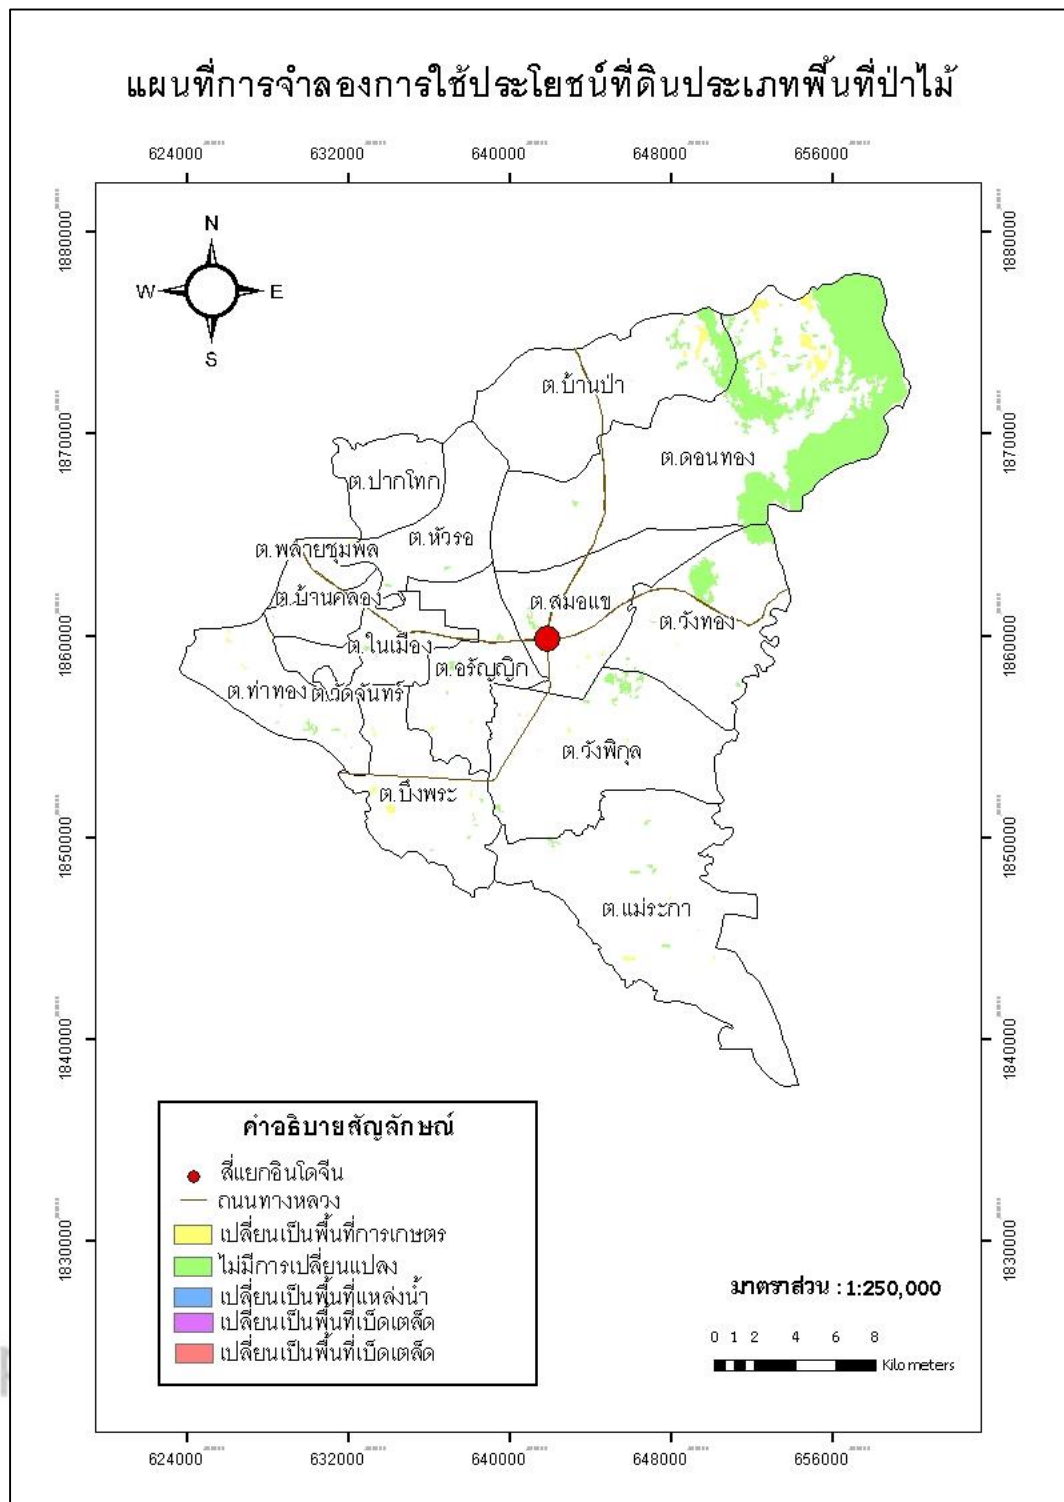 แผนที่การจำลองการใช้ประโยชน์ที่ดินประเภทพื้นที่ป่าไม้
624000 632000 640000 648000 656000
1880000 1880000
N
W E
S
ต.บ้านป่า
1870000 1870000
ต.ดอนทอง
ต.ปากโทก
ต.หัวรอ
ต.พลายชุมพล
ต.บ้านคลอง
ต.สมอแข
ต.วังทอง
1860000 1860000
ต.ในเมือง
ต.อรัญญิก
ต.ท่าทอง
ต.วัดจันทร์
ต.วังพิกุล
ต.บึงพระ
1850000 1850000
ต.แม่ระกา
1840000 1840000
คำอธิบายสัญลักษณ์
สี่แยกอินโดจีน
ถนนทางหลวง
เปลี่ยนเป็นพื้นที่การเกษตร
1830000 1830000
ไม่มีการเปลี่ยนแปลง
มาตราส่วน : 1:250,000
เปลี่ยนเป็นพื้นที่แหล่งน้ำ
เปลี่ยนเป็นพื้นที่เบ็ดเตล็ด
เปลี่ยนเป็นพื้นที่เบ็ดเตล็ด
0 1 2 4 6 8
Kilometers
624000 632000 640000 648000 656000